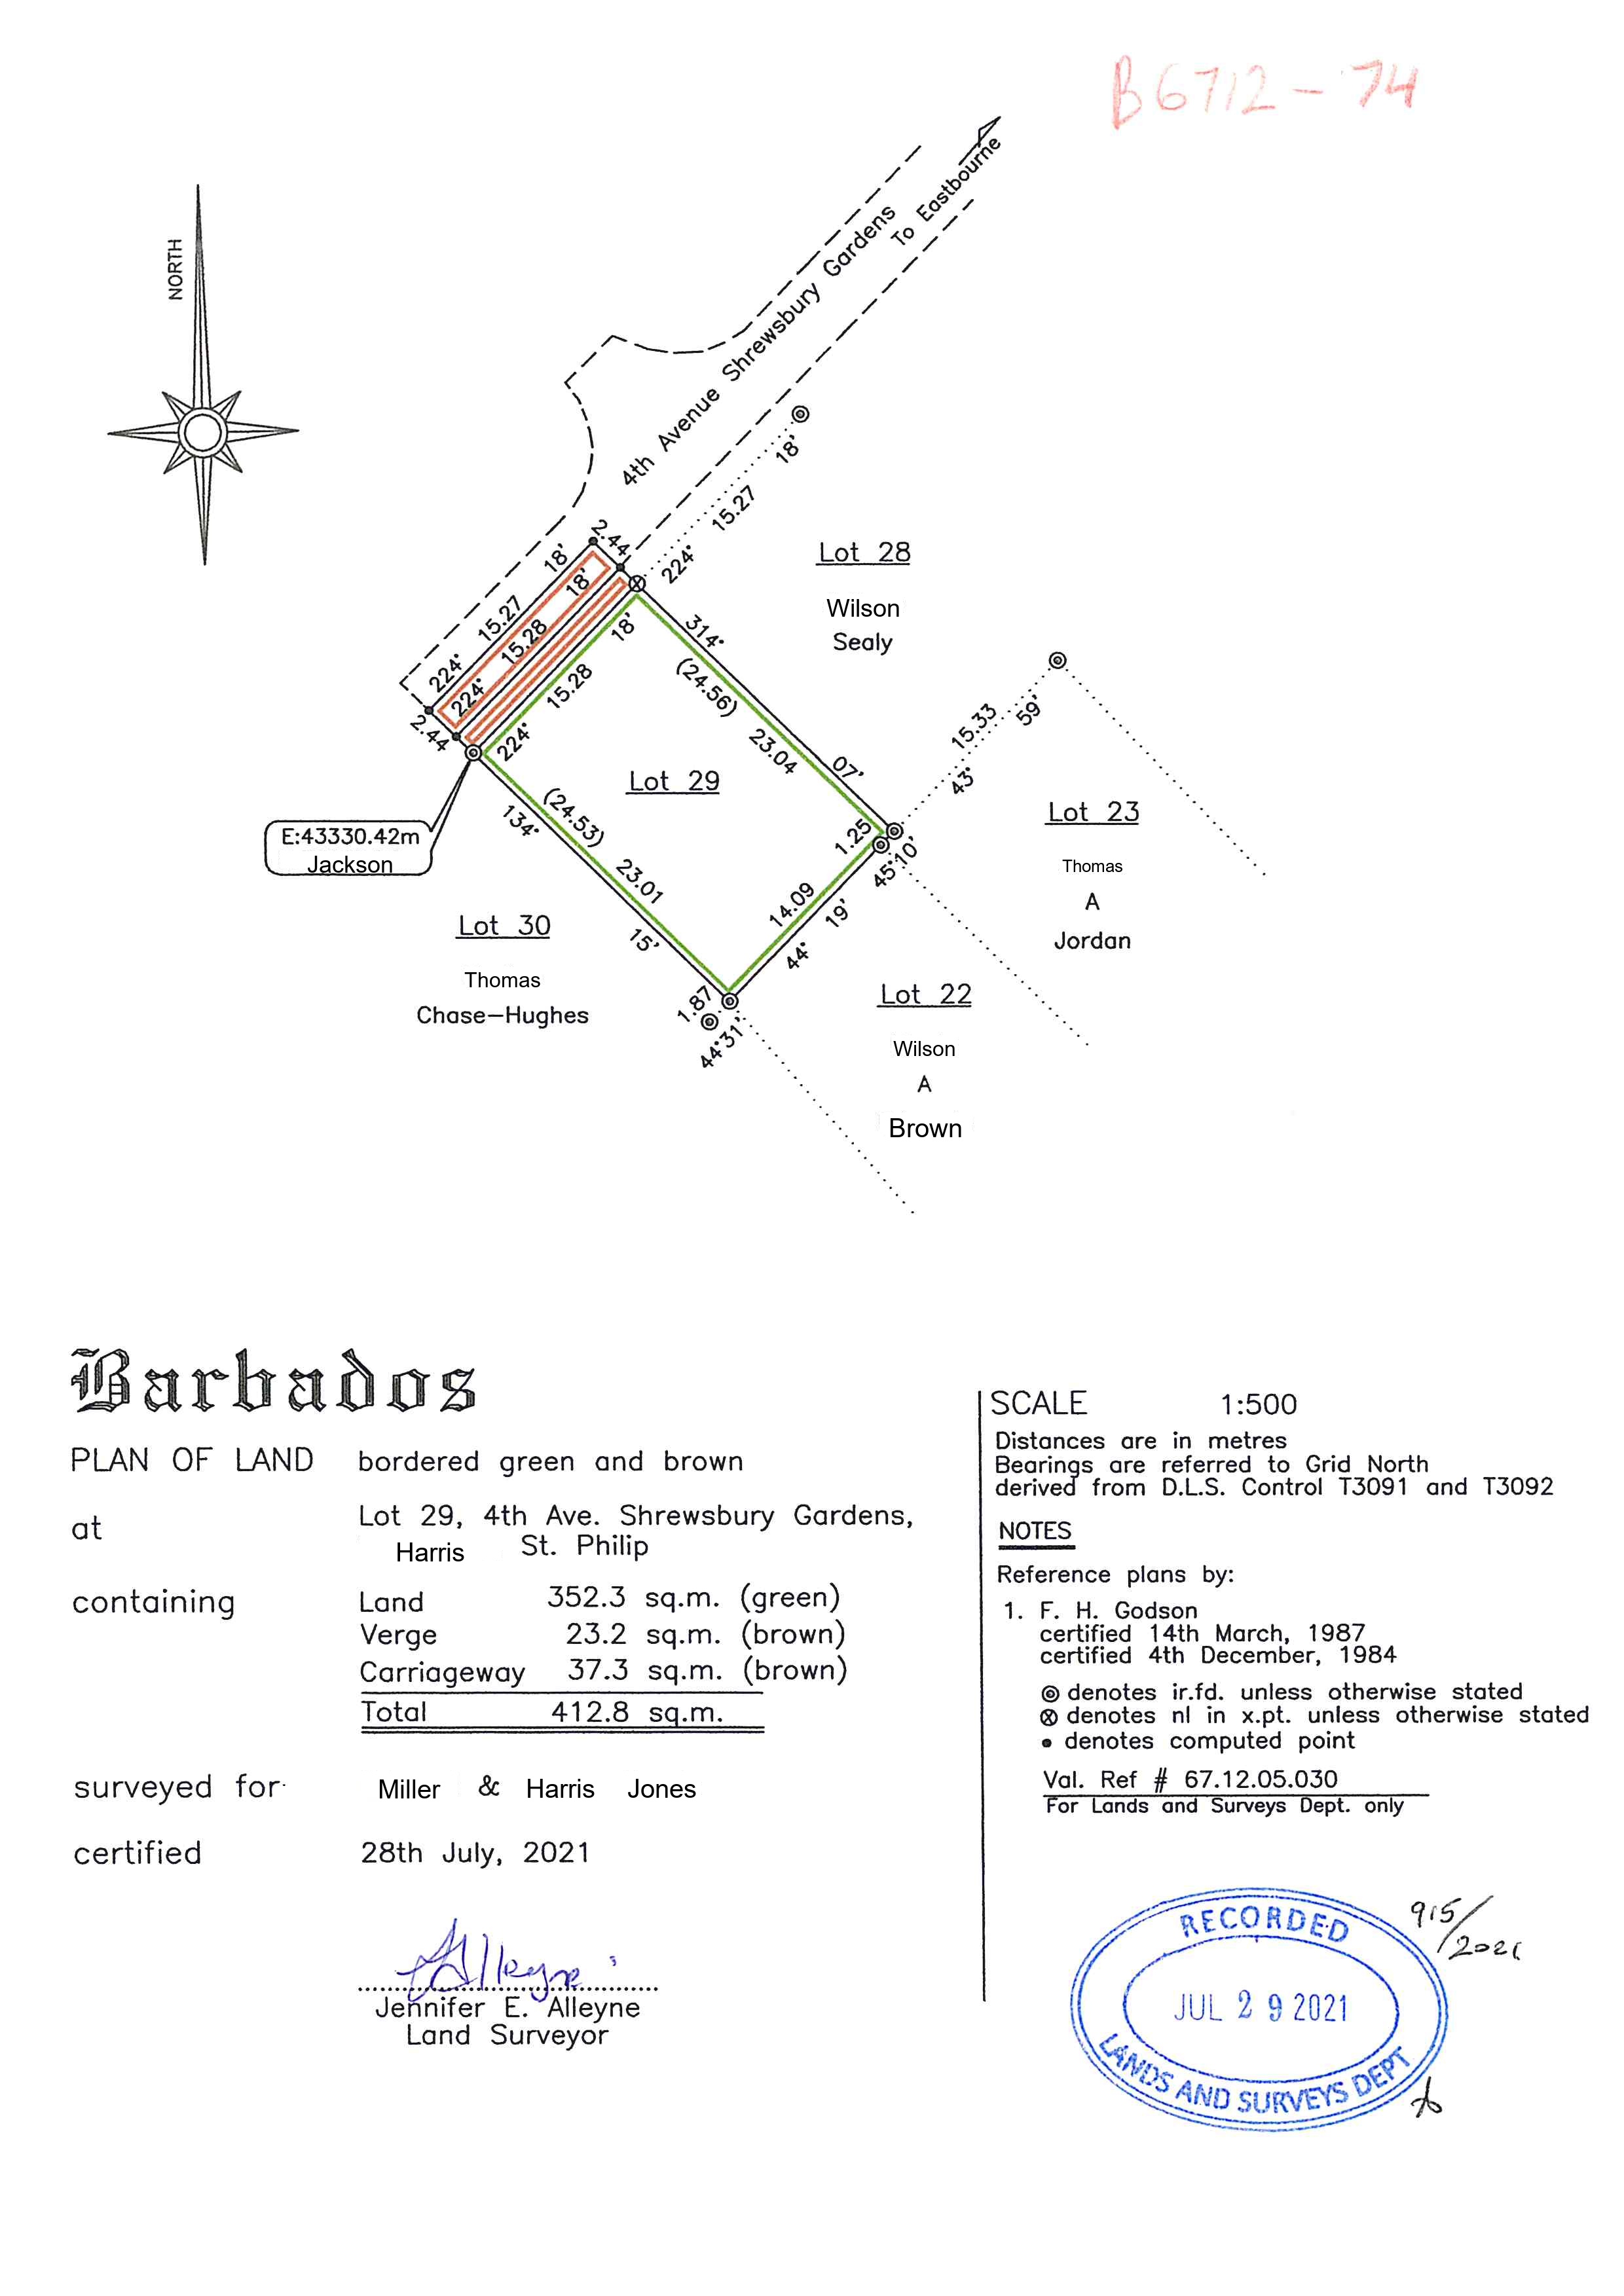 B6712-74
NORTH
To Eastbourne
4th Avenue Shrewsbury Gardens
18'
15.27
224°
2.44
18'
15.27
224°
18'
15.28
224°
2.44
18'
15.28
224°
Lot 28
Wilson
Sealy
314°
(24.56)
23.04
07'
15.33
59'
43°
Lot 29
E:43330.42m
Jackson
134°
(24.53)
23.01
15'
1.25
45°10'
14.09
19'
44°
Lot 23
Thomas
A
Jordan
Lot 30
Thomas
Chase-Hughes
1.87
44°31'
Lot 22
Wilson
A
Brown
Barbados
PLAN OF LAND bordered green and brown
at Lot 29, 4th Ave. Shrewsbury Gardens,
Harris St. Philip
containing Land 352.3 sq.m. (green)
Verge 23.2 sq.m. (brown)
Carriageway 37.3 sq.m. (brown)
Total 412.8 sq.m.
surveyed for Miller & Harris Jones
certified 28th July, 2021
Jennifer E. Alleyne
Land Surveyor
SCALE 1:500
Distances are in metres
Bearings are referred to Grid North
derived from D.L.S. Control T3091 and T3092
NOTES
Reference plans by:
1. F. H. Godson
certified 14th March, 1987
certified 4th December, 1984
denotes ir.fd. unless otherwise stated
denotes nl in x.pt. unless otherwise stated
denotes computed point
Val. Ref # 67.12.05.030
For Lands and Surveys Dept. only
915/2021
RECORDED
JUL 29 2021
LANDS AND SURVEYS DEPT